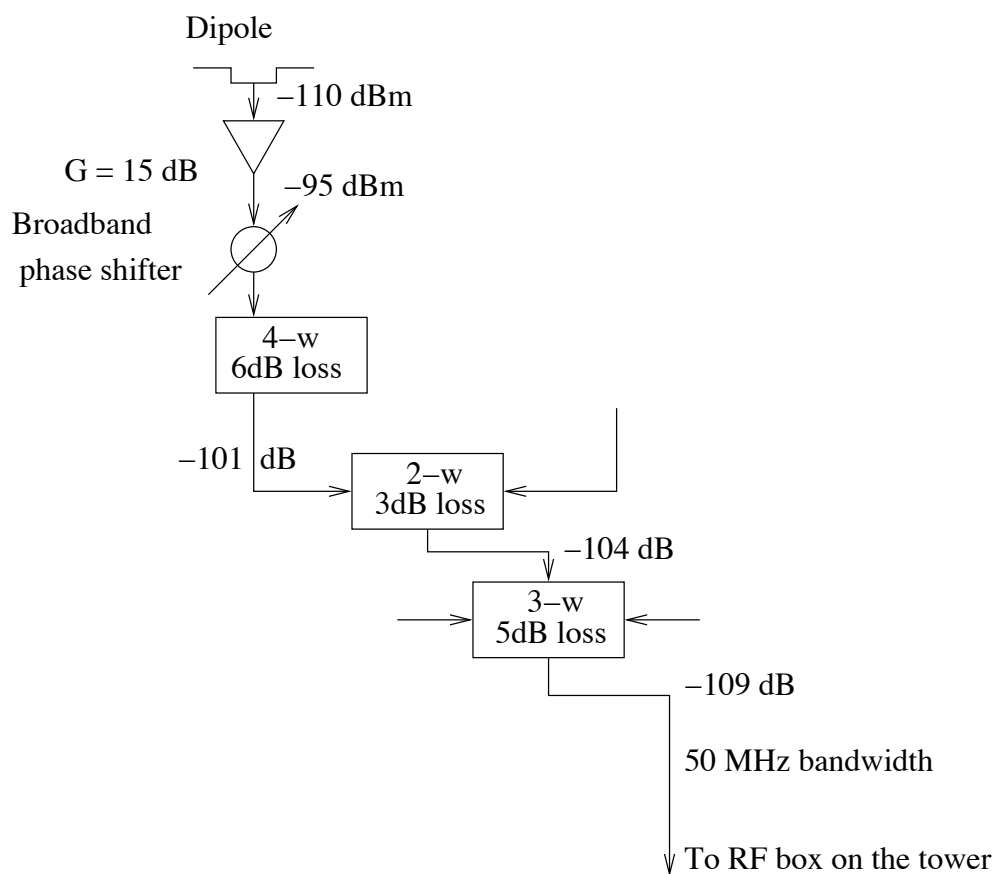 Dipole
–110 dBm
G = 15 dB
–95 dBm
Broadband
phase shifter
4–w
6dB loss
–101 dB
2–w
3dB loss
–104 dB
3–w
5dB loss
–109 dB
50 MHz bandwidth
To RF box on the tower